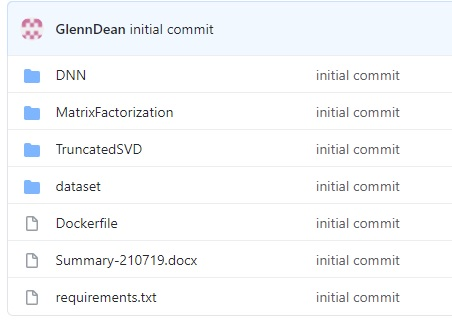 GlennDean initial commit
DNN initial commit
MatrixFactorization initial commit
TruncatedSVD initial commit
dataset initial commit
Dockerfile initial commit
Summary-210719.docx initial commit
requirements.txt initial commit